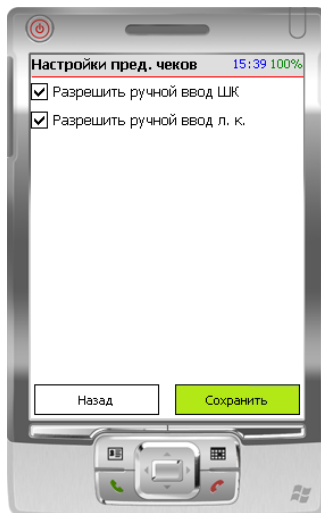 Настройки пред. чеков 15:39 100%
Разрешить ручной ввод ШК
Разрешить ручной ввод л. к.
Назад Сохранить